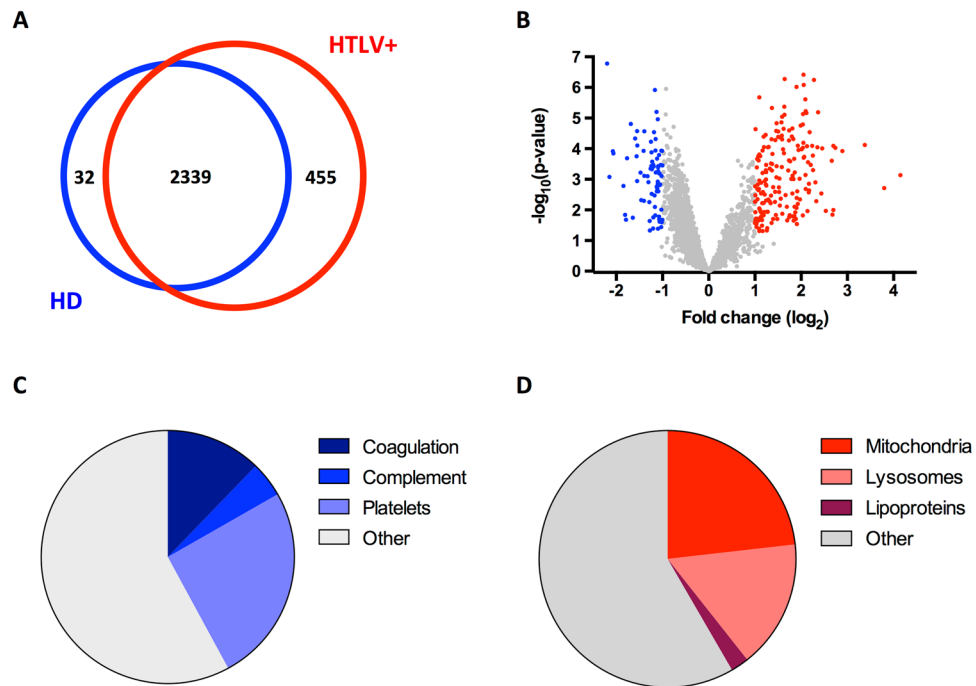 A
HTLV+
32
2339
455
HD
B
7
6
5
4
3
2
1
0
-log10(p-value)
-2
-1
0
1
2
3
4
Fold change (log2)
C
Coagulation
Complement
Platelets
Other
D
Mitochondria
Lysosomes
Lipoproteins
Other